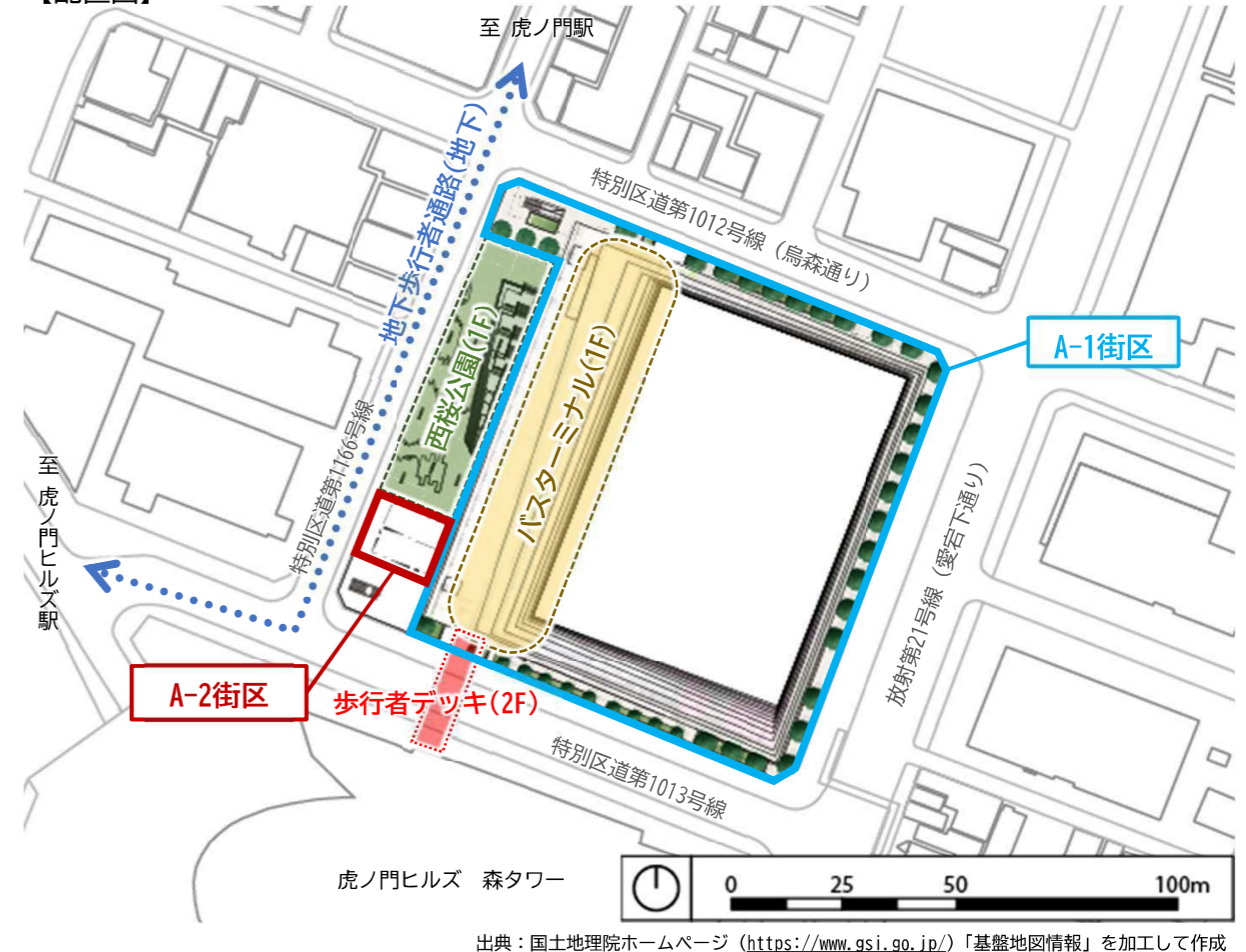 【配置図】
至 虎ノ門駅
地下歩行者通路(地下)
特別区道第1012号線（烏森通り）
A-1街区
西桜公園(1F)
バスターミナル(1F)
特別区道第1166号線
至 虎ノ門ヒルズ駅
放射第21号線（愛宕下通り）
A-2街区
歩行者デッキ(2F)
特別区道第1013号線
虎ノ門ヒルズ　森タワー
0 25 50 100m
出典：国土地理院ホームページ（https://www.gsi.go.jp/）「基盤地図情報」を加工して作成